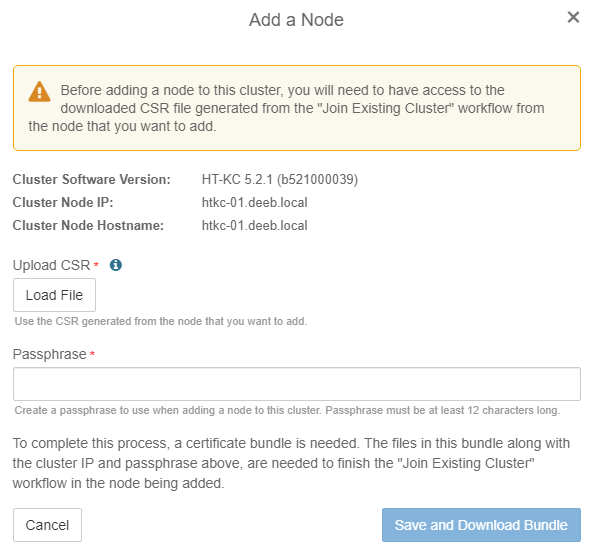 Add a Node
×
Before adding a node to this cluster, you will need to have access to the
downloaded CSR file generated from the "Join Existing Cluster" workflow from
the node that you want to add.
Cluster Software Version: HT-KC 5.2.1 (b521000039)
Cluster Node IP: htkc-01.deeb.local
Cluster Node Hostname: htkc-01.deeb.local
Upload CSR *
Load File
Use the CSR generated from the node that you want to add.
Passphrase *
Create a passphrase to use when adding a node to this cluster. Passphrase must be at least 12 characters long.
To complete this process, a certificate bundle is needed. The files in this bundle along with
the cluster IP and passphrase above, are needed to finish the "Join Existing Cluster"
workflow in the node being added.
Cancel
Save and Download Bundle